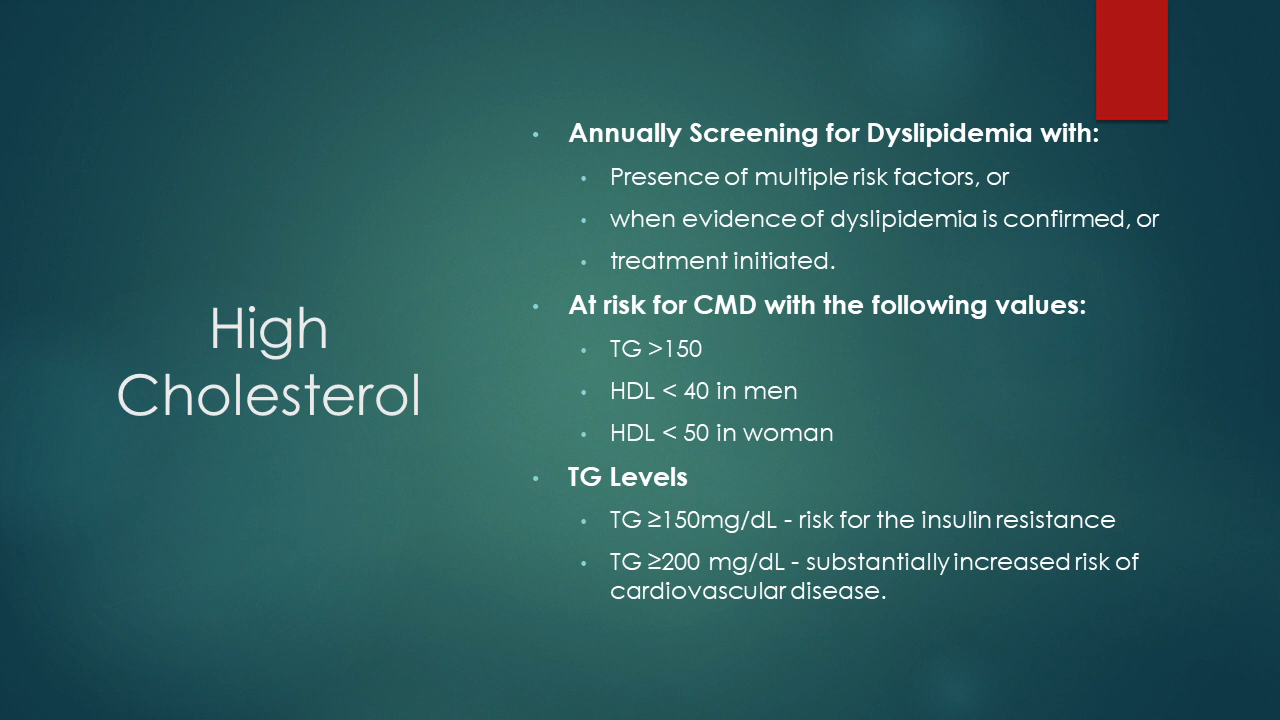 High
Cholesterol
• Annually Screening for Dyslipidemia with:
• Presence of multiple risk factors, or
• when evidence of dyslipidemia is confirmed, or
• treatment initiated.
• At risk for CMD with the following values:
• TG >150
• HDL < 40 in men
• HDL < 50 in woman
• TG Levels
• TG ≥150mg/dL - risk for the insulin resistance
• TG ≥200 mg/dL - substantially increased risk of
cardiovascular disease.